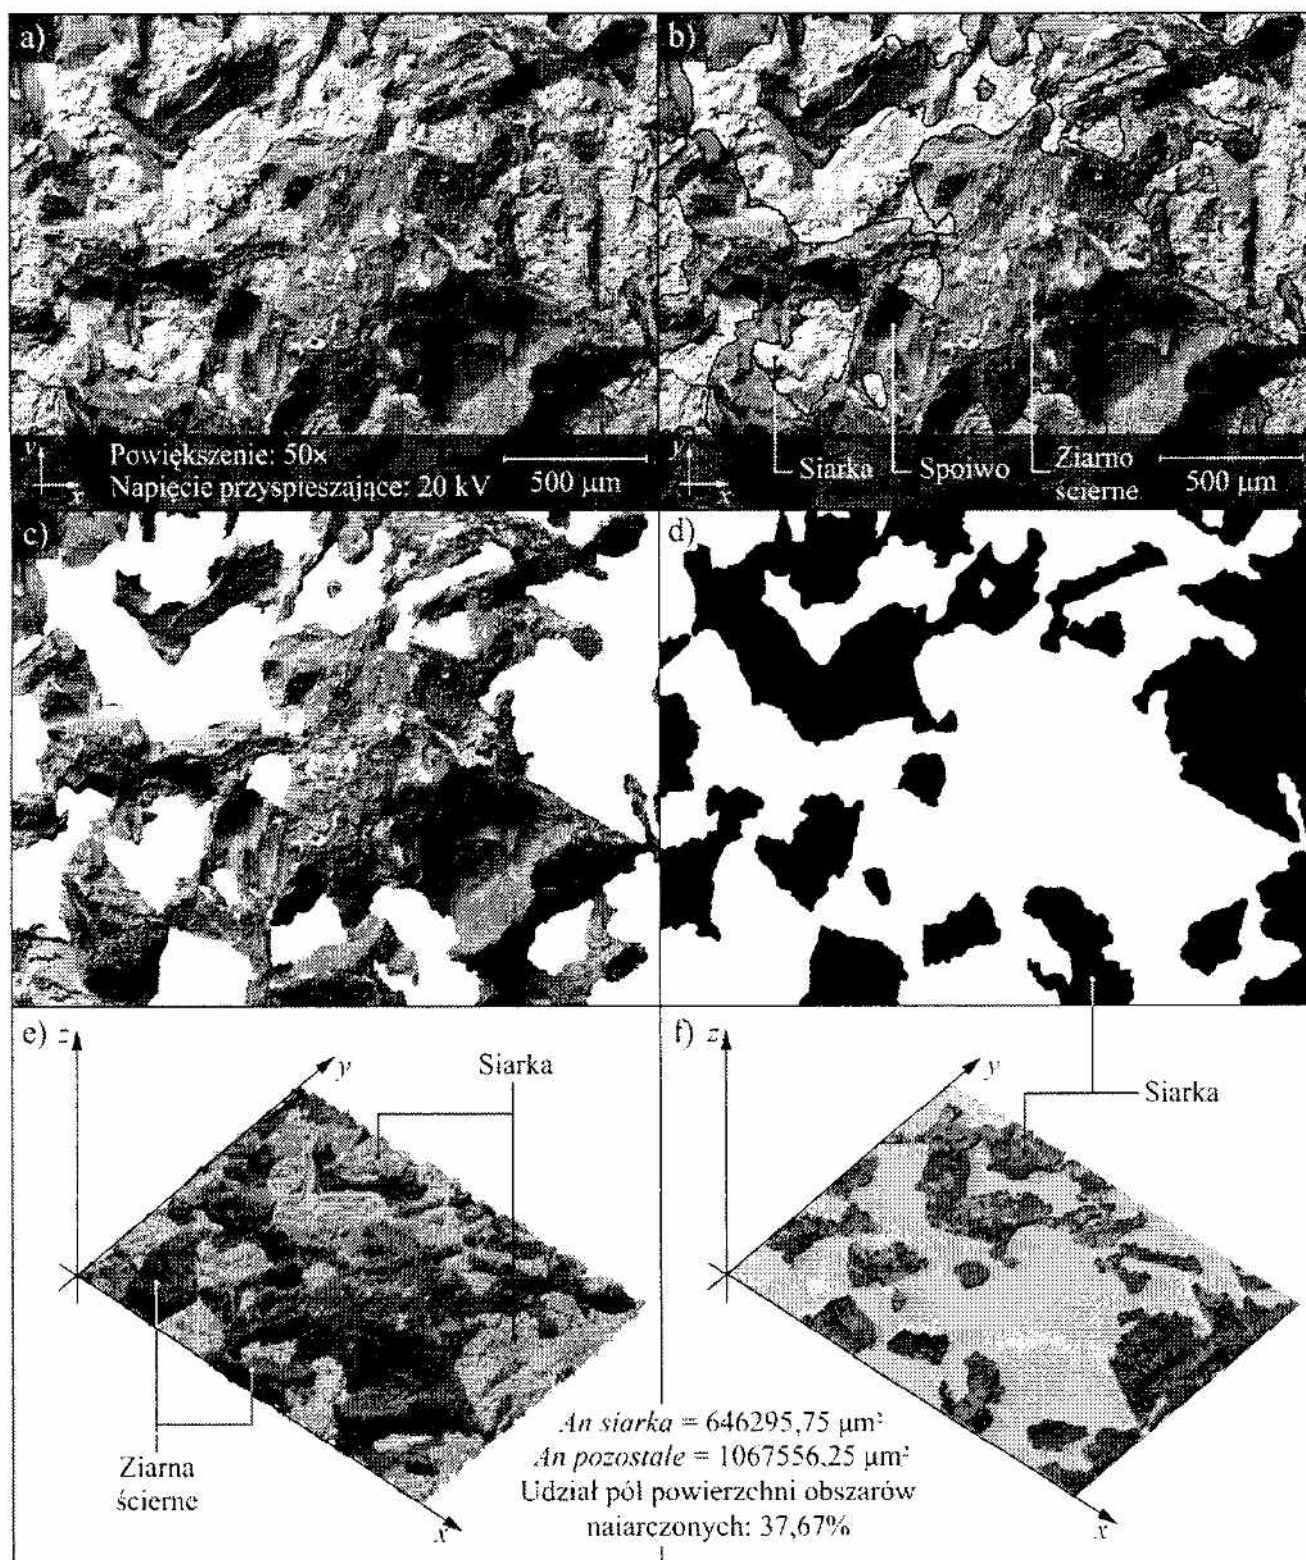 a)
b)
Powiększenie: 50×
Napięcie przyspieszające: 20 kV
500 µm
y
x
Siarka
Spoiwo
Ziarno
ścierne
500 µm
y
x
c)
d)
e) z
y
Siarka
f) z
y
Siarka
Ziarna
ścierne
x
x
An siarka = 646295,75 µm²
An pozostałe = 1067556,25 µm²
Udział pól powierzchni obszarów
naiarczonych: 37,67%